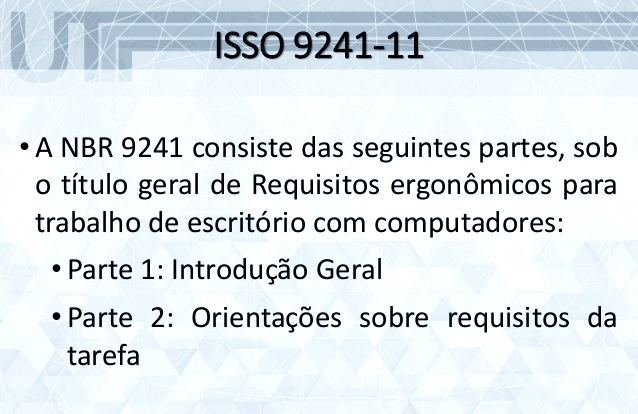 UTF
ISSO 9241-11
• A NBR 9241 consiste das seguintes partes, sob
o título geral de Requisitos ergonômicos para
trabalho de escritório com computadores:
• Parte 1: Introdução Geral
• Parte 2: Orientações sobre requisitos da
tarefa